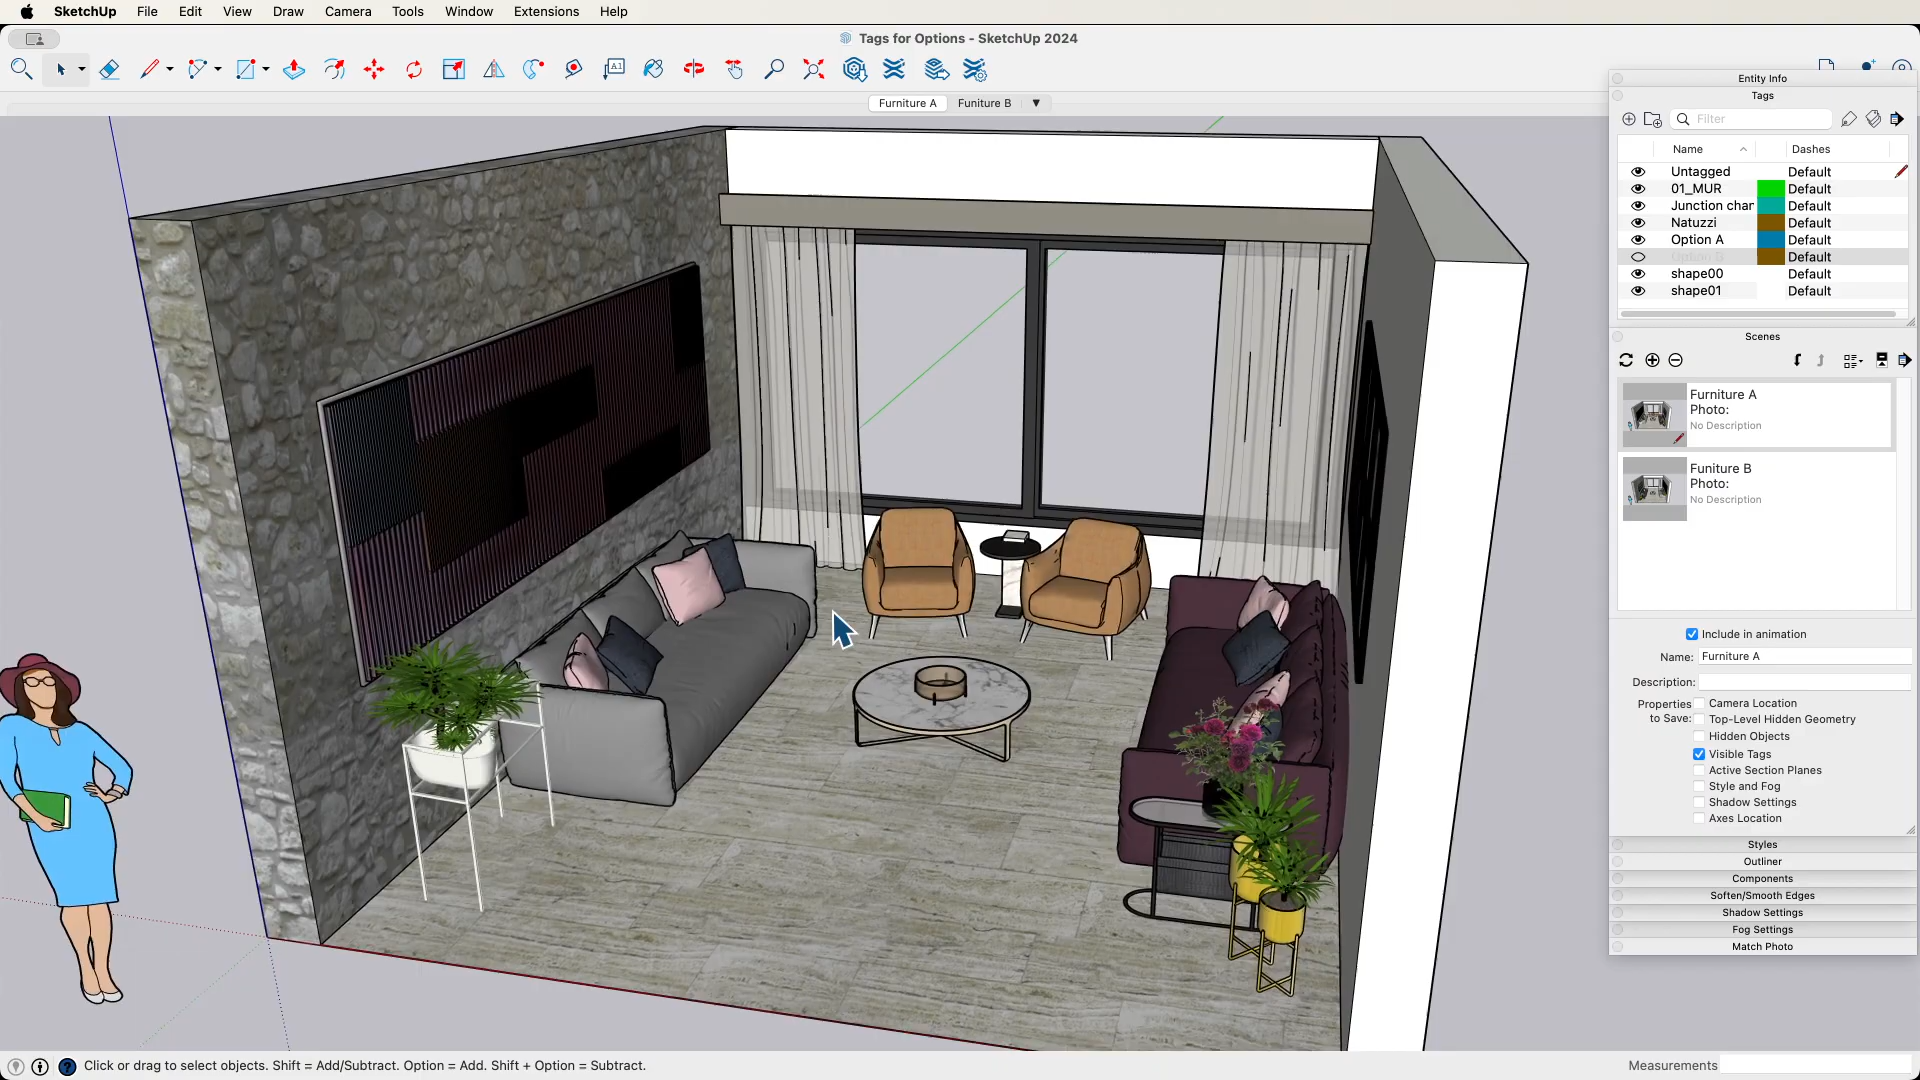 SketchUp File Edit View Draw Camera Tools Window Extensions Help
Tags for Options - SketchUp 2024
A1
Furniture A Funiture B ▼
Entity Info
Tags
Filter
Name Dashes
Untagged Default
01_MUR Default
Junction char Default
Natuzzi Default
Option A Default
Option B Default
shape00 Default
shape01 Default
Scenes
Furniture A
Photo:
No Description
Funiture B
Photo:
No Description
Include in animation
Name: Furniture A
Description:
Properties to Save:
Camera Location
Top-Level Hidden Geometry
Hidden Objects
Visible Tags
Active Section Planes
Style and Fog
Shadow Settings
Axes Location
Styles
Outliner
Components
Soften/Smooth Edges
Shadow Settings
Fog Settings
Match Photo
Click or drag to select objects. Shift = Add/Subtract. Option = Add. Shift + Option = Subtract.
Measurements